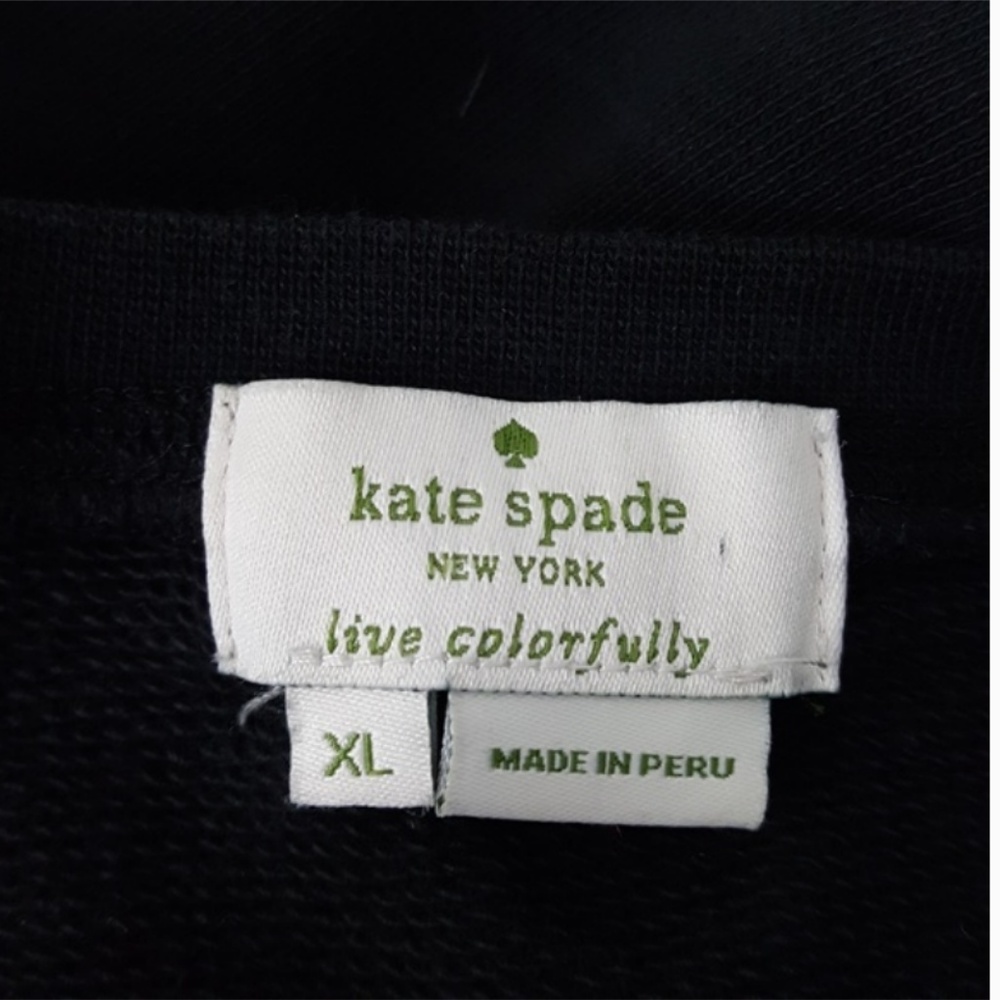 kate spade
NEW YORK
live colorfully
XL
MADE IN PERU